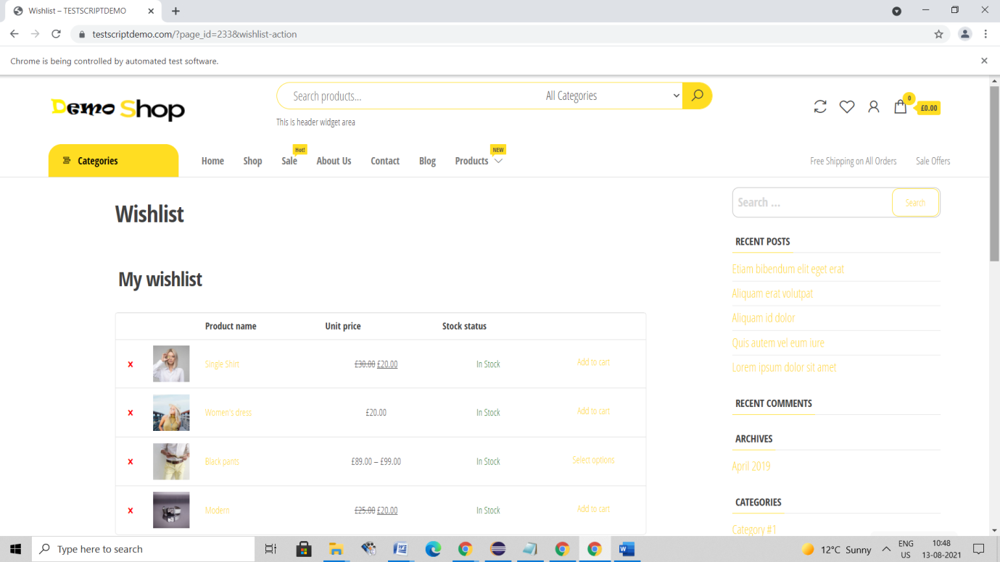 Wishlist – TESTSCRIPTDEMO
testscriptdemo.com/?page_id=233&wishlist-action
Chrome is being controlled by automated test software.
Demo Shop
Search products...
All Categories
0
£0.00
This is header widget area
Categories
Home
Shop
Sale
Hot!
About Us
Contact
Blog
Products
NEW
Free Shipping on All Orders
Sale Offers
Wishlist
My wishlist
Product name Unit price Stock status
Single Shirt £30.00 £20.00 In Stock Add to cart
Women's dress £20.00 In Stock Add to cart
Black pants £89.00 – £99.00 In Stock Select options
Modern £25.00 £20.00 In Stock Add to cart
Search ...
Search
RECENT POSTS
Etiam bibendum elit eget erat
Aliquam erat volutpat
Aliquam id dolor
Quis autem vel eum iure
Lorem ipsum dolor sit amet
RECENT COMMENTS
ARCHIVES
April 2019
CATEGORIES
Category #1
Type here to search
12°C Sunny
ENG
US
10:48
13-08-2021